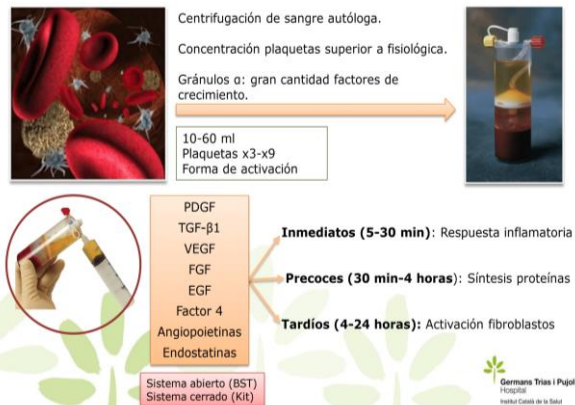 Centrifugación de sangre autóloga.
Concentración plaquetas superior a fisiológica.
Gránulos α: gran cantidad factores de
crecimiento.
10-60 ml
Plaquetas x3-x9
Forma de activación
PDGF
TGF-β1
VEGF
FGF
EGF
Factor 4
Angiopoietinas
Endostatinas
Inmediatos (5-30 min): Respuesta inflamatoria
Precoces (30 min-4 horas): Síntesis proteínas
Tardíos (4-24 horas): Activación fibroblastos
Sistema abierto (BST)
Sistema cerrado (Kit)
Germans Trias i Pujol
Hospital
Institut Català de la Salut